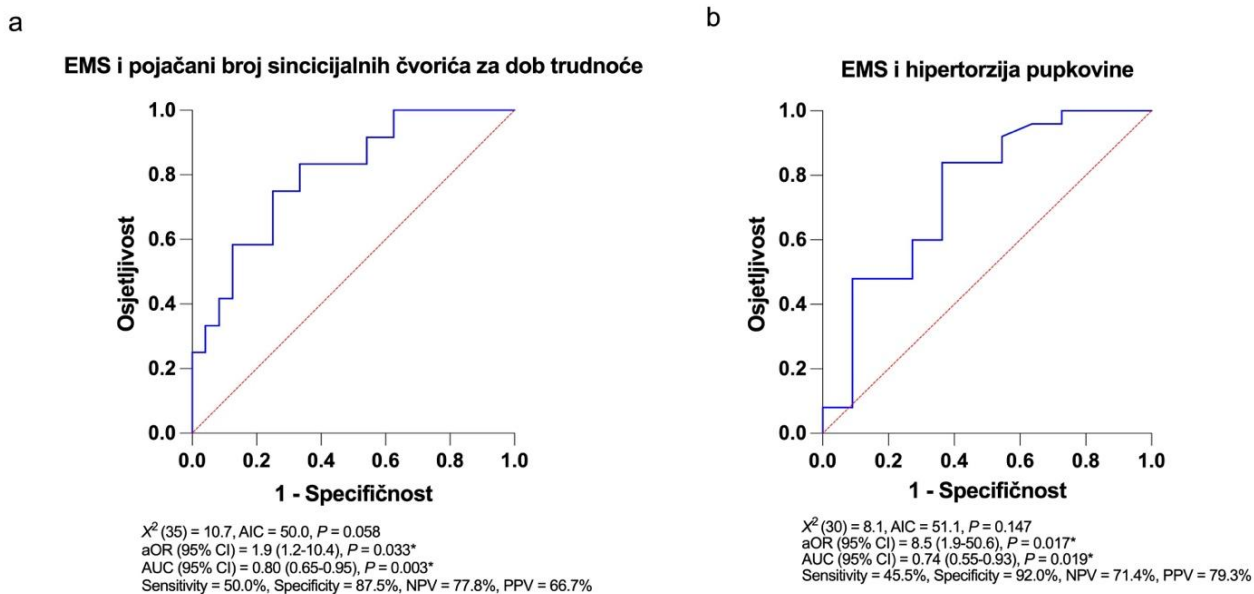 a
EMS i pojačani broj sincicijalnih čvorića za dob trudnoće
1.0
0.8
0.6
0.4
0.2
0.0
Osjetljivost
0.0 0.2 0.4 0.6 0.8 1.0
1 - Specifičnost
X² (35) = 10.7, AIC = 50.0, P = 0.058
aOR (95% CI) = 1.9 (1.2-10.4), P = 0.033*
AUC (95% CI) = 0.80 (0.65-0.95), P = 0.003*
Sensitivity = 50.0%, Specificity = 87.5%, NPV = 77.8%, PPV = 66.7%
b
EMS i hipertorzija pupkovine
1.0
0.8
0.6
0.4
0.2
0.0
Osjetljivost
0.0 0.2 0.4 0.6 0.8 1.0
1 - Specifičnost
X² (30) = 8.1, AIC = 51.1, P = 0.147
aOR (95% CI) = 8.5 (1.9-50.6), P = 0.017*
AUC (95% CI) = 0.74 (0.55-0.93), P = 0.019*
Sensitivity = 45.5%, Specificity = 92.0%, NPV = 71.4%, PPV = 79.3%